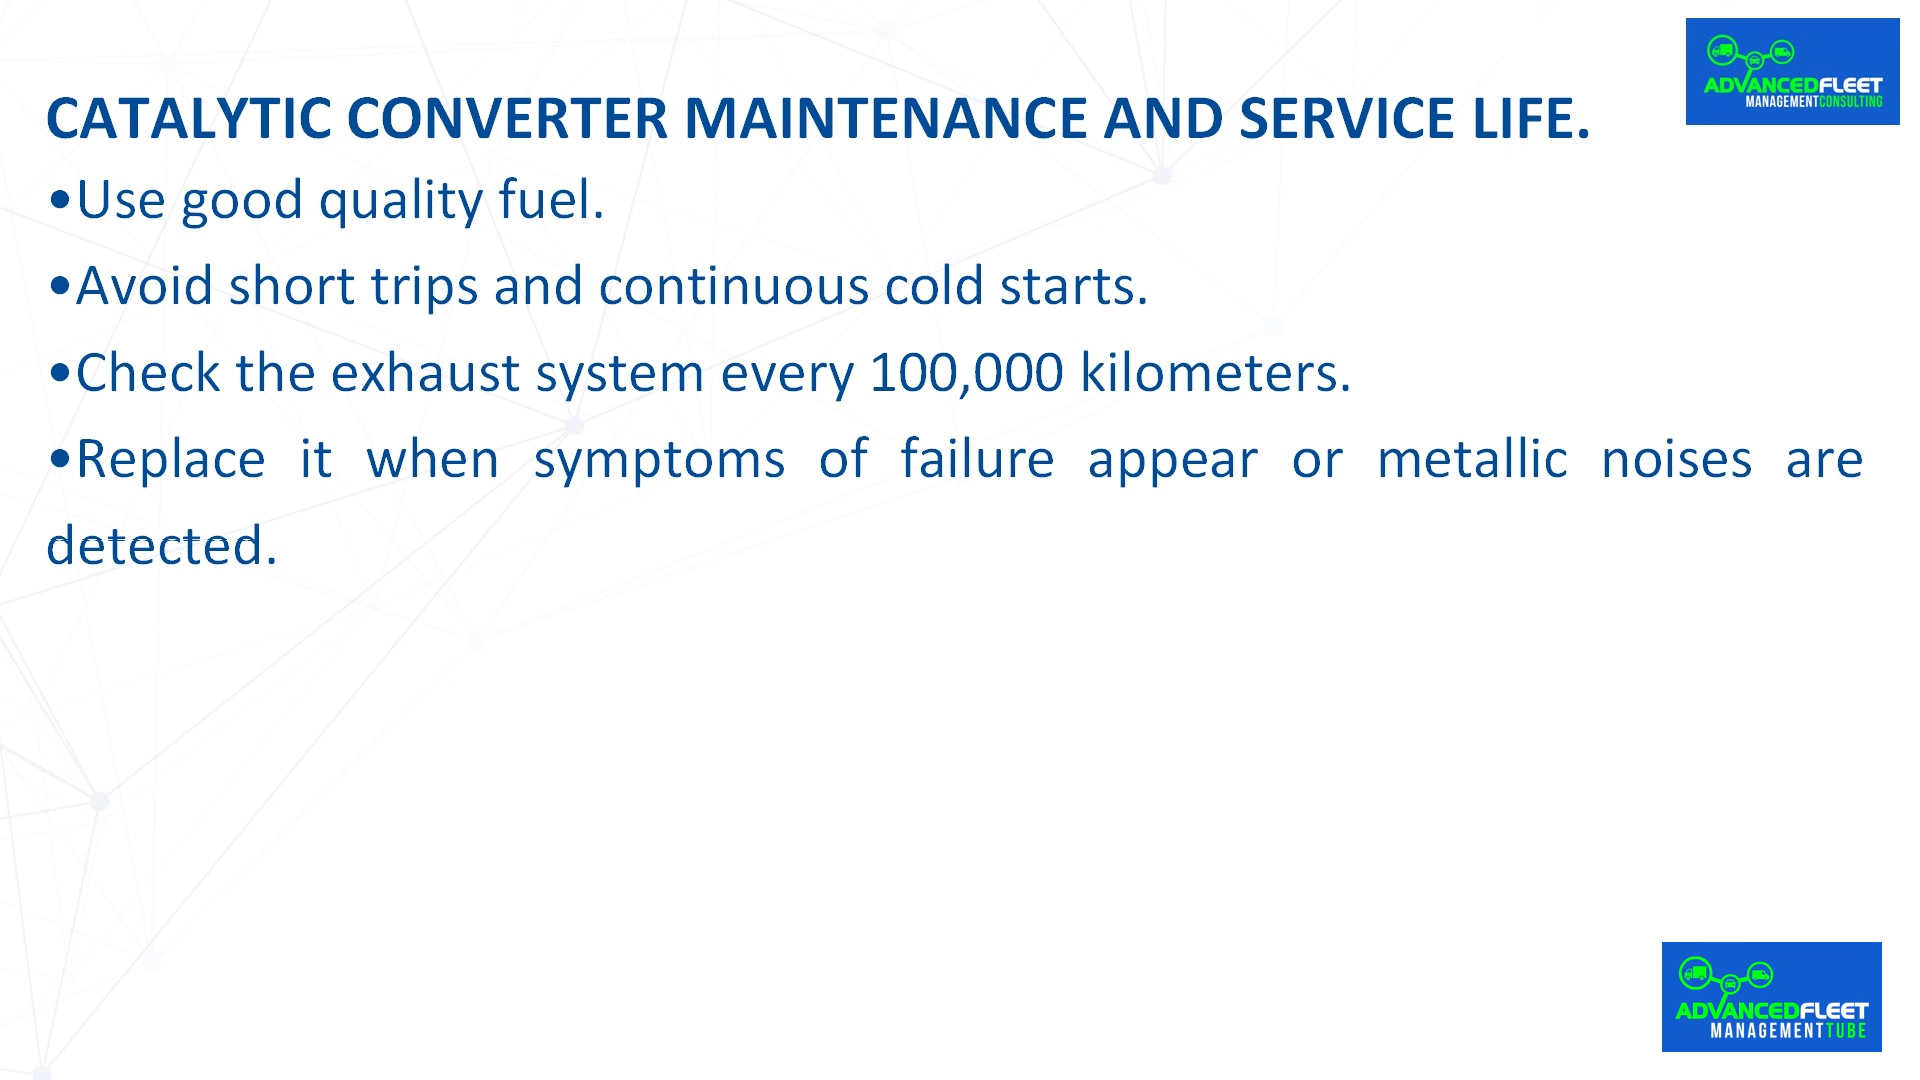 ADVANCEDFLEET
MANAGEMENTCONSULTING
CATALYTIC CONVERTER MAINTENANCE AND SERVICE LIFE.
•Use good quality fuel.
•Avoid short trips and continuous cold starts.
•Check the exhaust system every 100,000 kilometers.
•Replace it when symptoms of failure appear or metallic noises are
detected.
ADVANCEDFLEET
MANAGEMENTTUBE